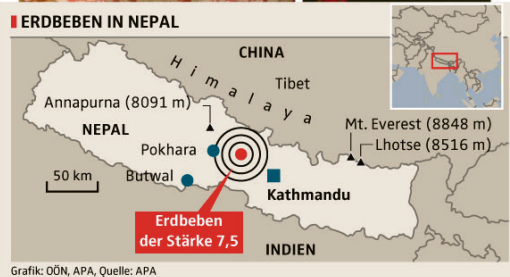 ERDBEBEN IN NEPAL
CHINA
Himalaya
Tibet
Annapurna (8091 m)
NEPAL
Mt. Everest (8848 m)
Lhotse (8516 m)
Pokhara
50 km
Butwal
Kathmandu
Erdbeben
der Stärke 7,5
INDIEN
Grafik: OÖN, APA, Quelle: APA